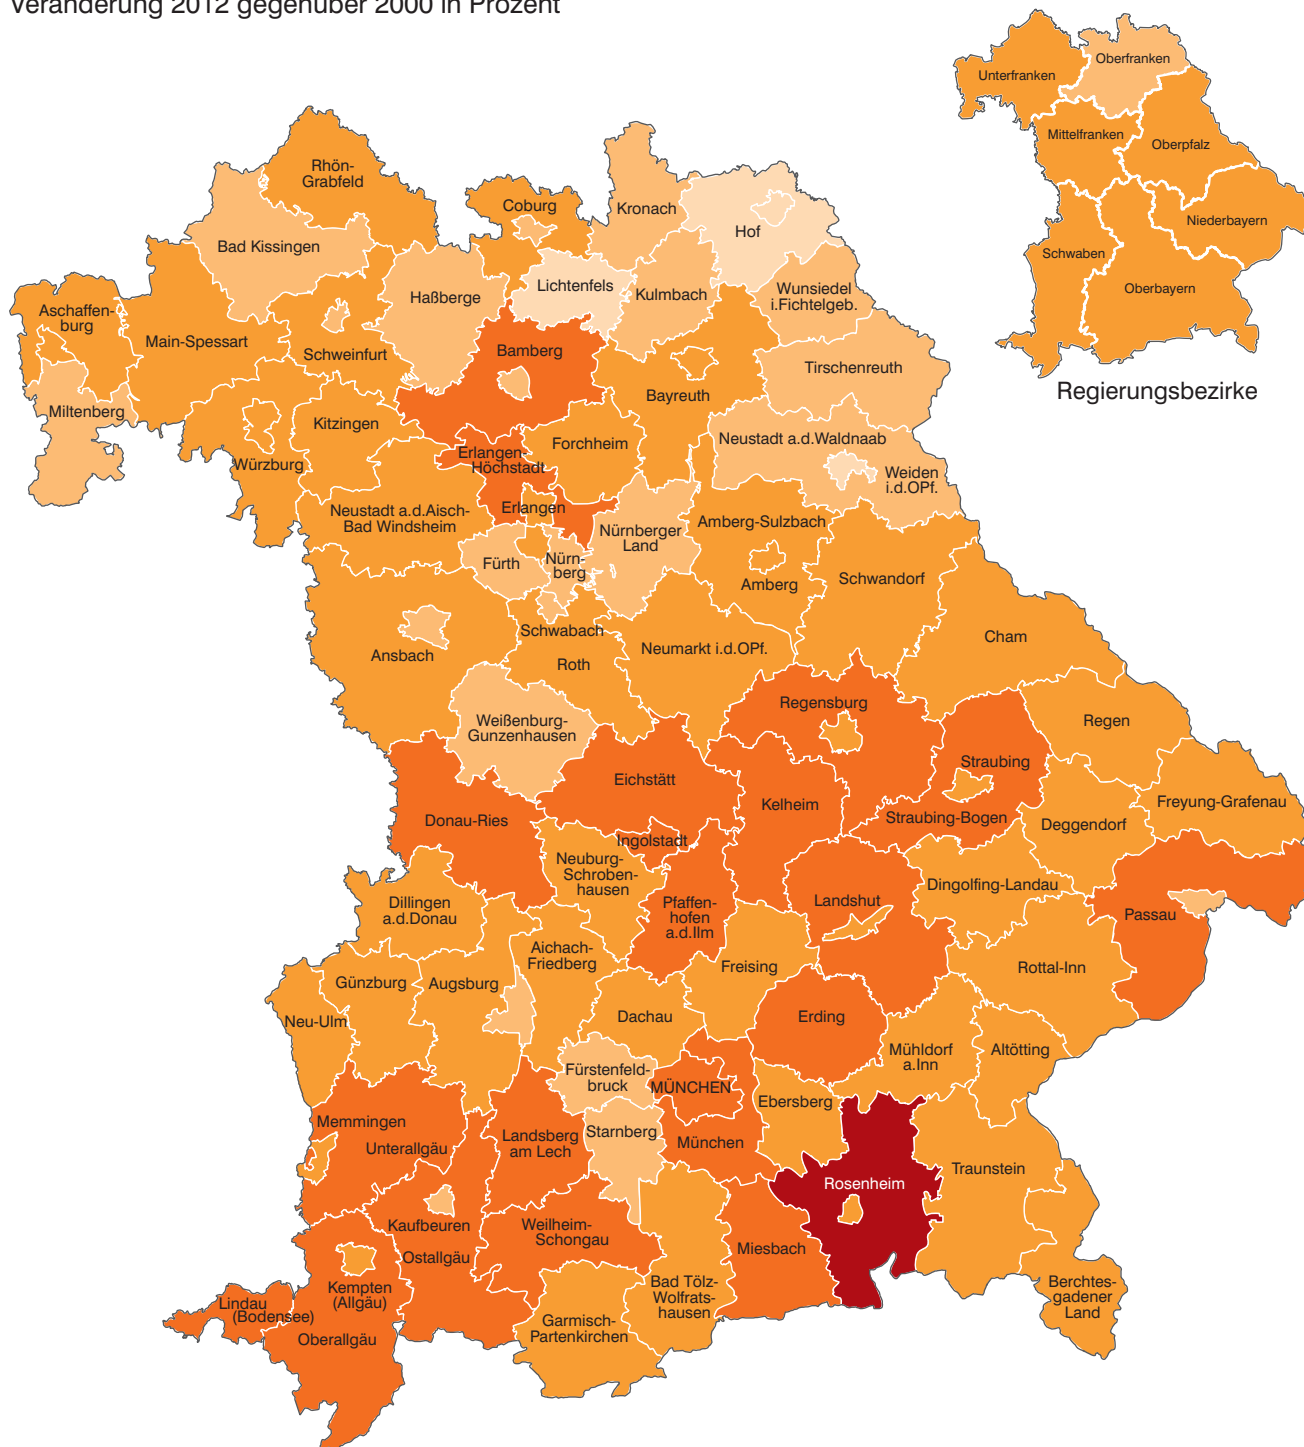 Veränderung 2012 gegenüber 2000 in Prozent
Oberfranken
Unterfranken
Mittelfranken
Oberpfalz
Niederbayern
Schwaben
Oberbayern
Regierungsbezirke
Rhön-
Grabfeld
Coburg
Kronach
Hof
Bad Kissingen
Lichtenfels
Haßberge
Kulmbach
Wunsiedel
i.Fichtelgeb.
Aschaffen-
burg
Main-Spessart
Schweinfurt
Bamberg
Tirschenreuth
Bayreuth
Miltenberg
Kitzingen
Forchheim
Neustadt a.d.Waldnaab
Würzburg
Erlangen-
Höchstadt
Weiden
i.d.OPf.
Neustadt a.d.Aisch-
Bad Windsheim
Erlangen
Nürnberger
Land
Amberg-Sulzbach
Fürth
Nürn-
berg
Amberg
Schwandorf
Ansbach
Schwabach
Roth
Neumarkt i.d.OPf.
Cham
Weißenburg-
Gunzenhausen
Regensburg
Regen
Eichstätt
Straubing
Kelheim
Freyung-Grafenau
Donau-Ries
Straubing-Bogen
Deggendorf
Ingolstadt
Neuburg-
Schroben-
hausen
Dingolfing-Landau
Dillingen
a.d.Donau
Pfaffen-
hofen
a.d.Ilm
Landshut
Passau
Aichach-
Friedberg
Freising
Rottal-Inn
Günzburg
Augsburg
Neu-Ulm
Dachau
Erding
Mühldorf
a.Inn
Altötting
Fürstenfeld-
bruck
MÜNCHEN
Ebersberg
Memmingen
Unterallgäu
Landsberg
am Lech
Starnberg
München
Traunstein
Rosenheim
Kaufbeuren
Weilheim-
Schongau
Miesbach
Ostallgäu
Kempten
(Allgäu)
Bad Tölz-
Wolfrats-
hausen
Berchtes-
gadener
Land
Lindau
(Bodensee)
Oberallgäu
Garmisch-
Partenkirchen